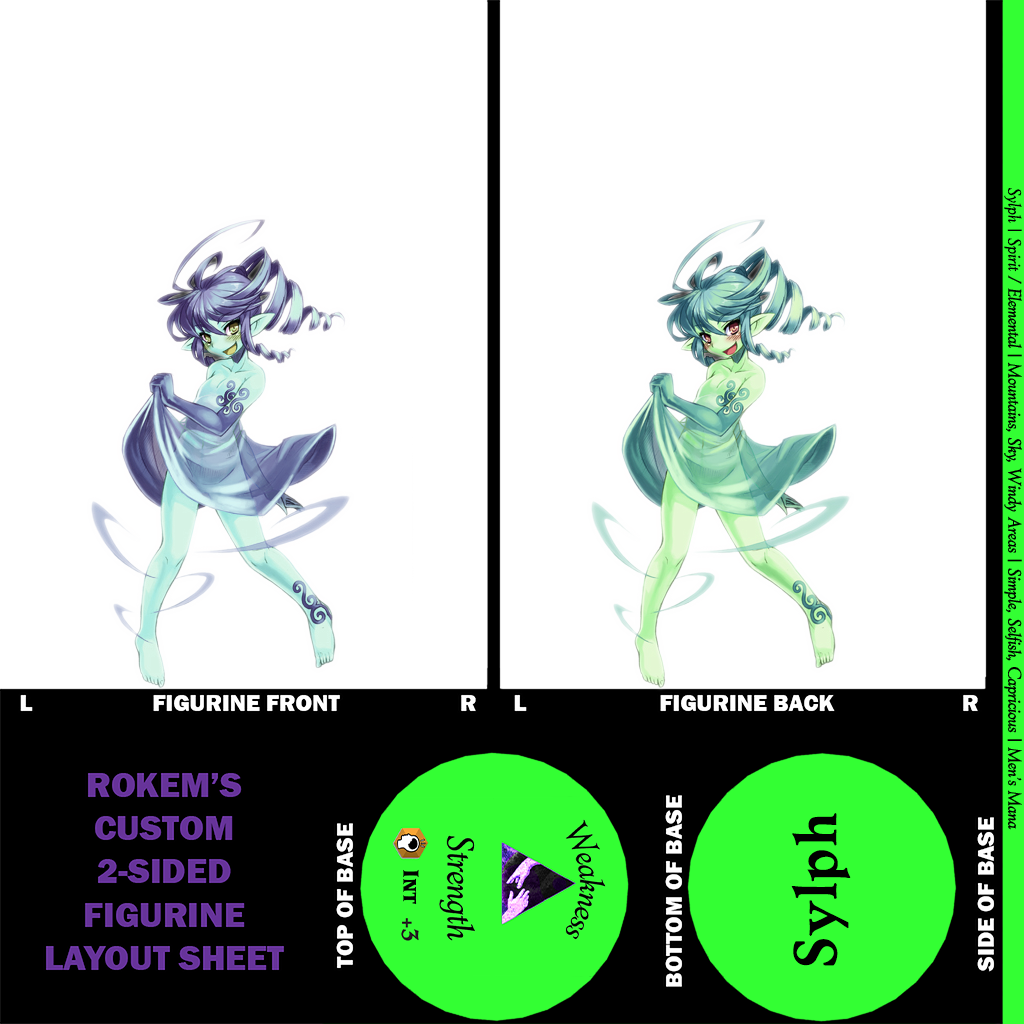 L
FIGURINE FRONT
R
L
FIGURINE BACK
R
Sylph | Spirit / Elemental | Mountains, Sky, Windy Areas | Simple, Selfish, Capricious | Men's Mana
ROKEM'S
CUSTOM
2-SIDED
FIGURINE
LAYOUT SHEET
TOP OF BASE
Weakness
Strength
INT +3
BOTTOM OF BASE
Sylph
SIDE OF BASE